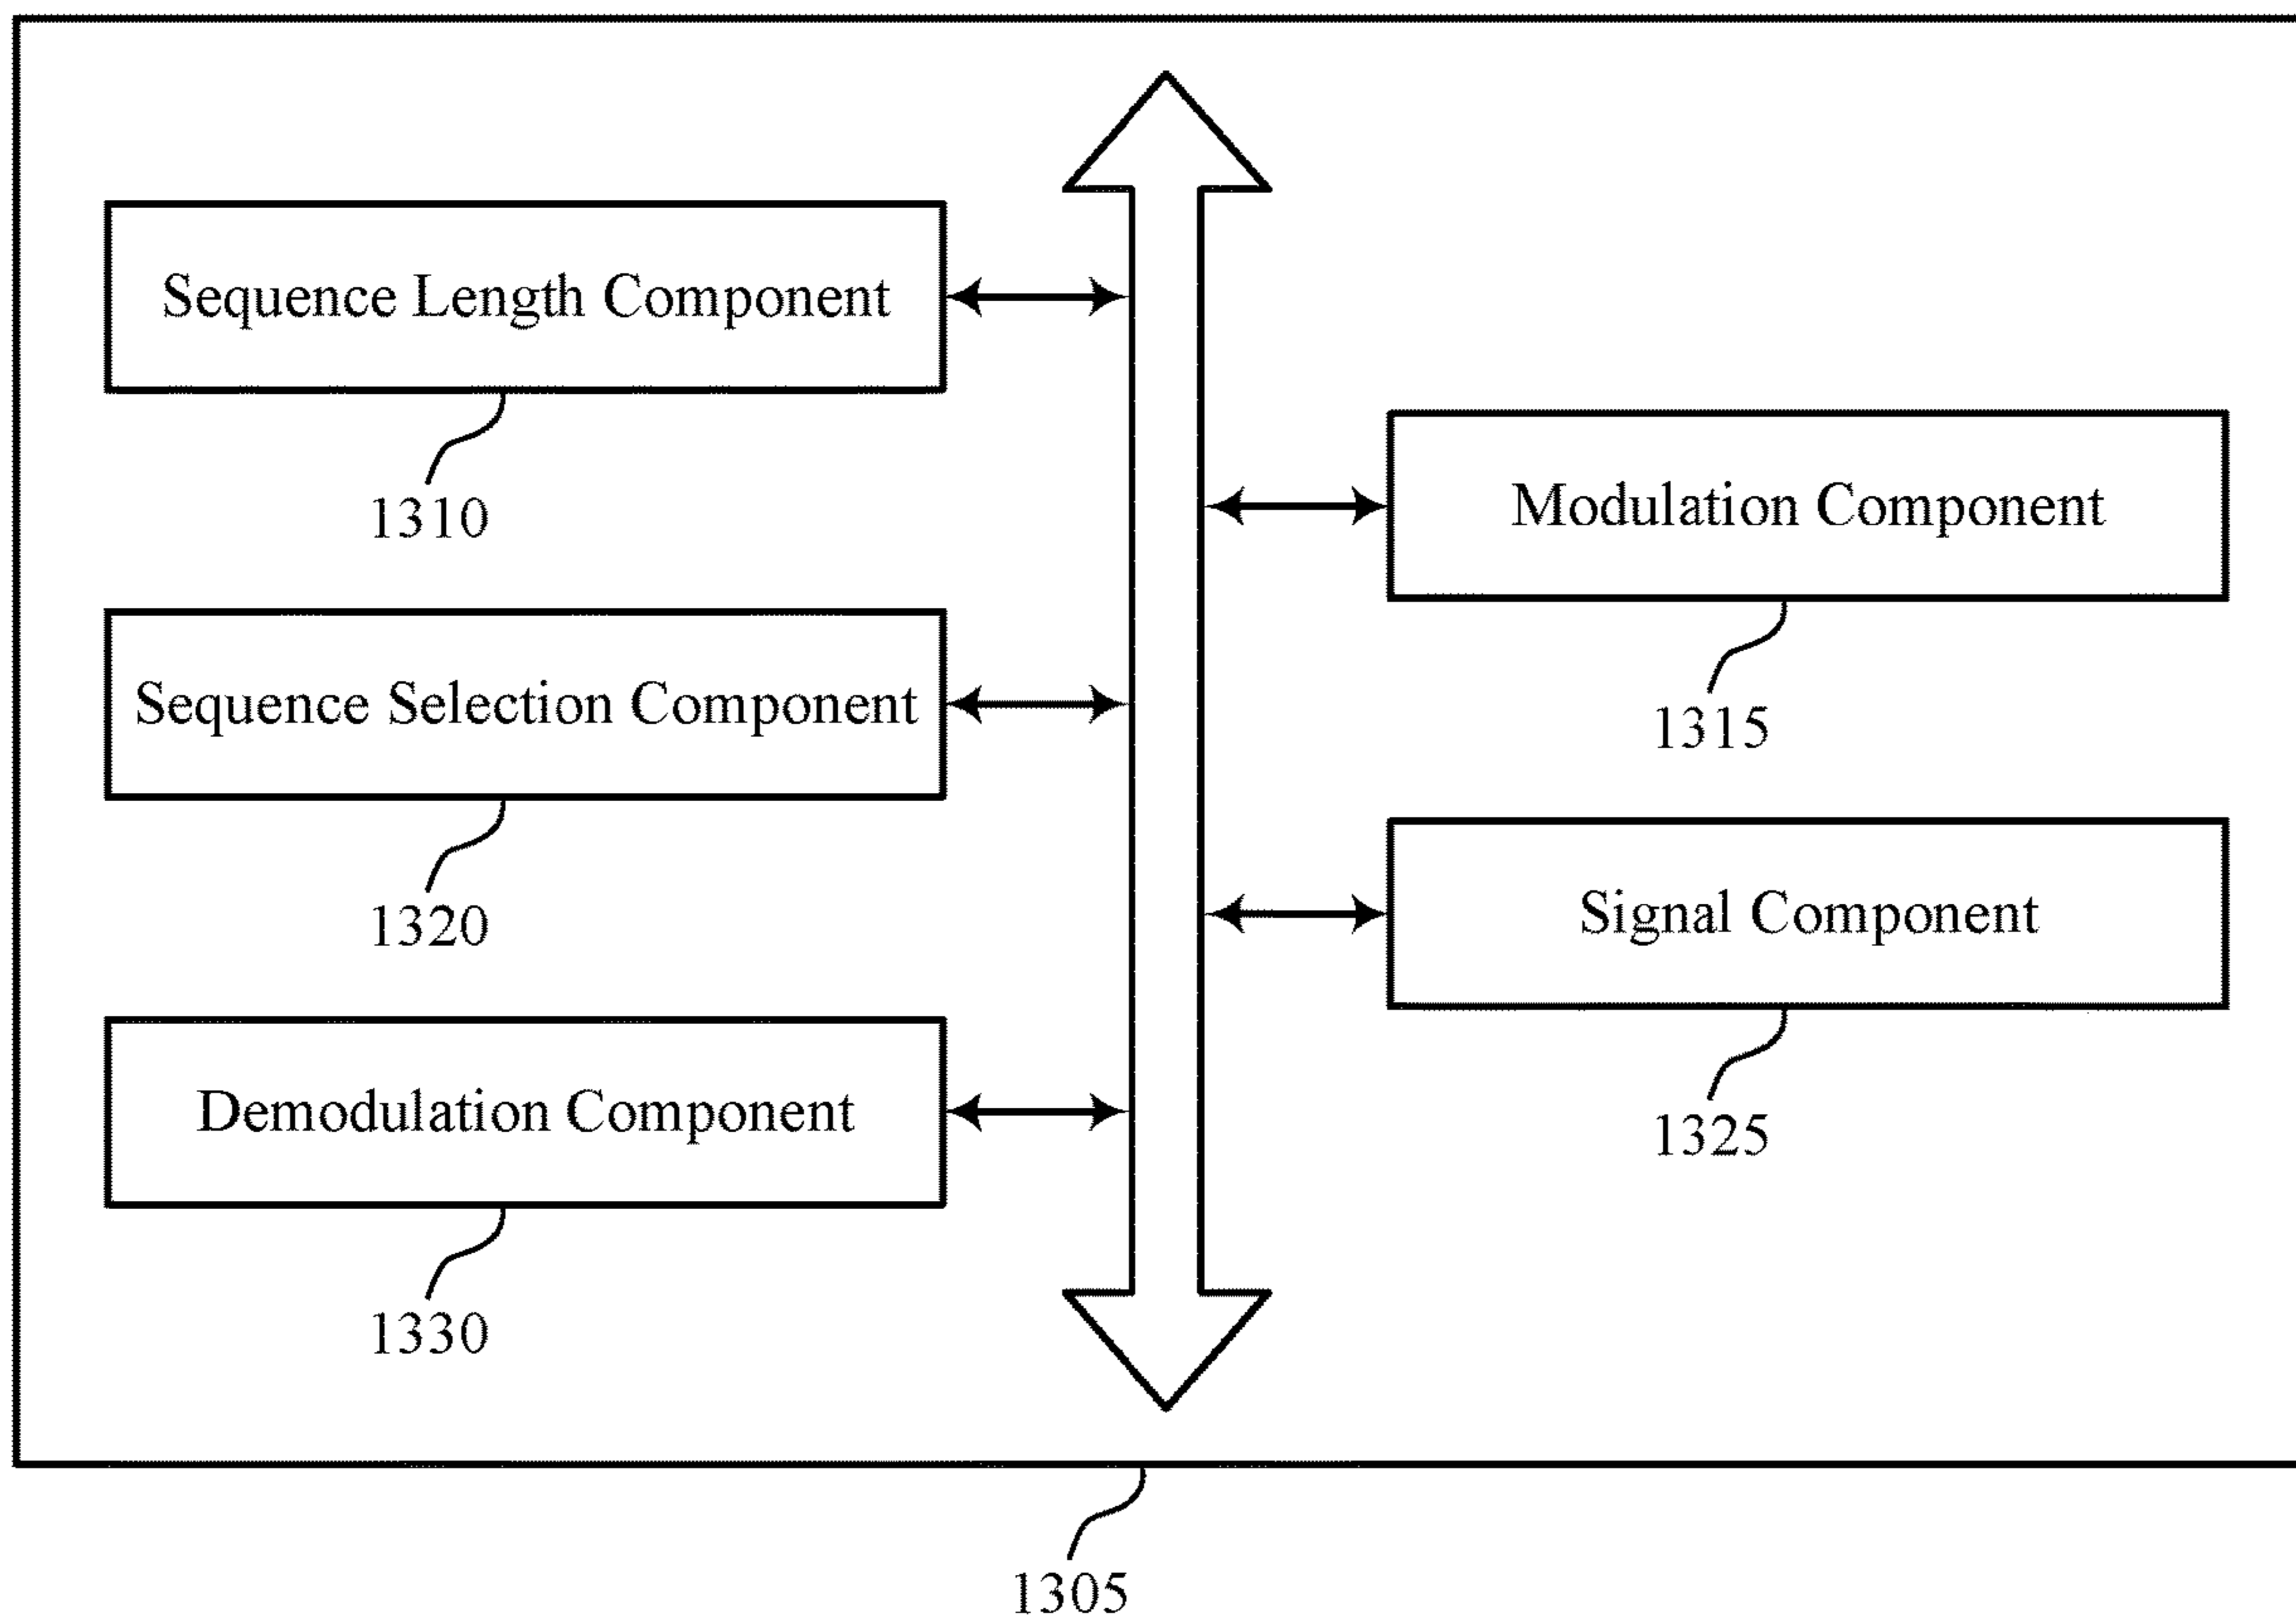 Sequence Length Component
1310
Modulation Component
1315
Sequence Selection Component
1320
Signal Component
1325
Demodulation Component
1330
1305